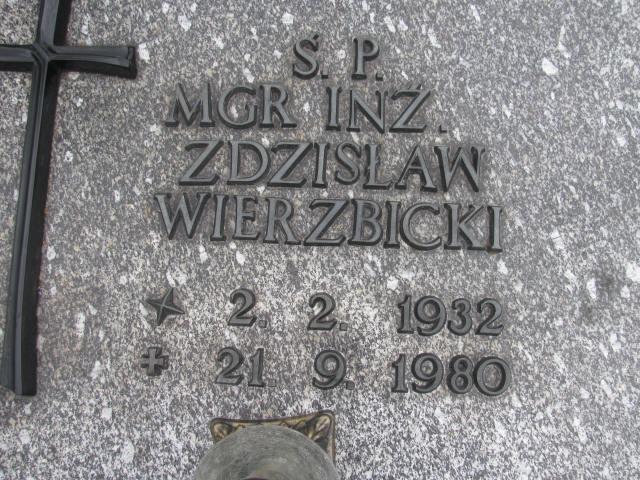 Ś. P.
MGR INŻ.
ZDZISŁAW
WIERZBICKI
★ 2. 2. 1932
✝ 21. 9. 1980